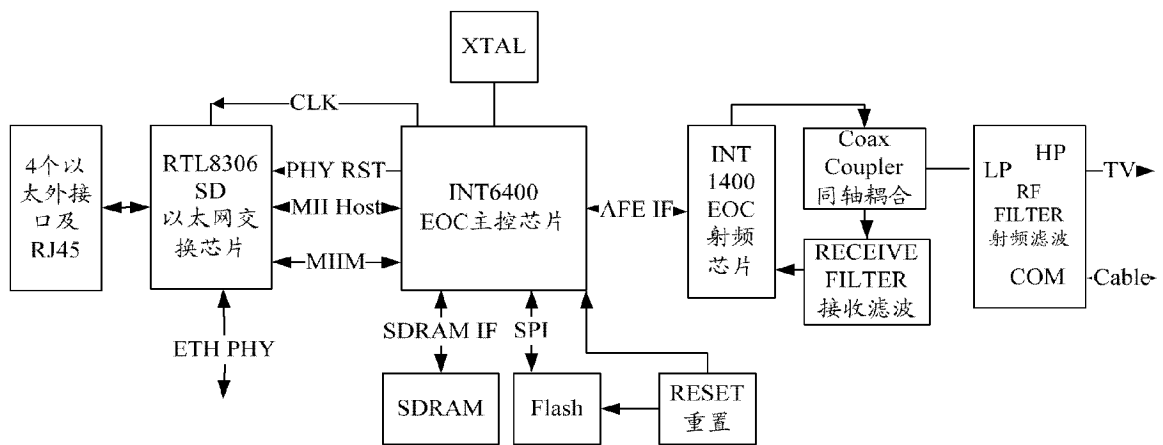 XTAL
CLK
4个以
太外接
口及
RJ45
RTL8306
SD
以太网交
换芯片
PHY RST
MII Host
MIIM
INT6400
EOC主控芯片
AFE IF
INT
1400
EOC
射频
芯片
Coax
Coupler
同轴耦合
RECEIVE
FILTER
接收滤波
HP
LP
RF
FILTER
射频滤波
COM
TV
Cable
ETH PHY
SDRAM IF
SPI
SDRAM
Flash
RESET
重置